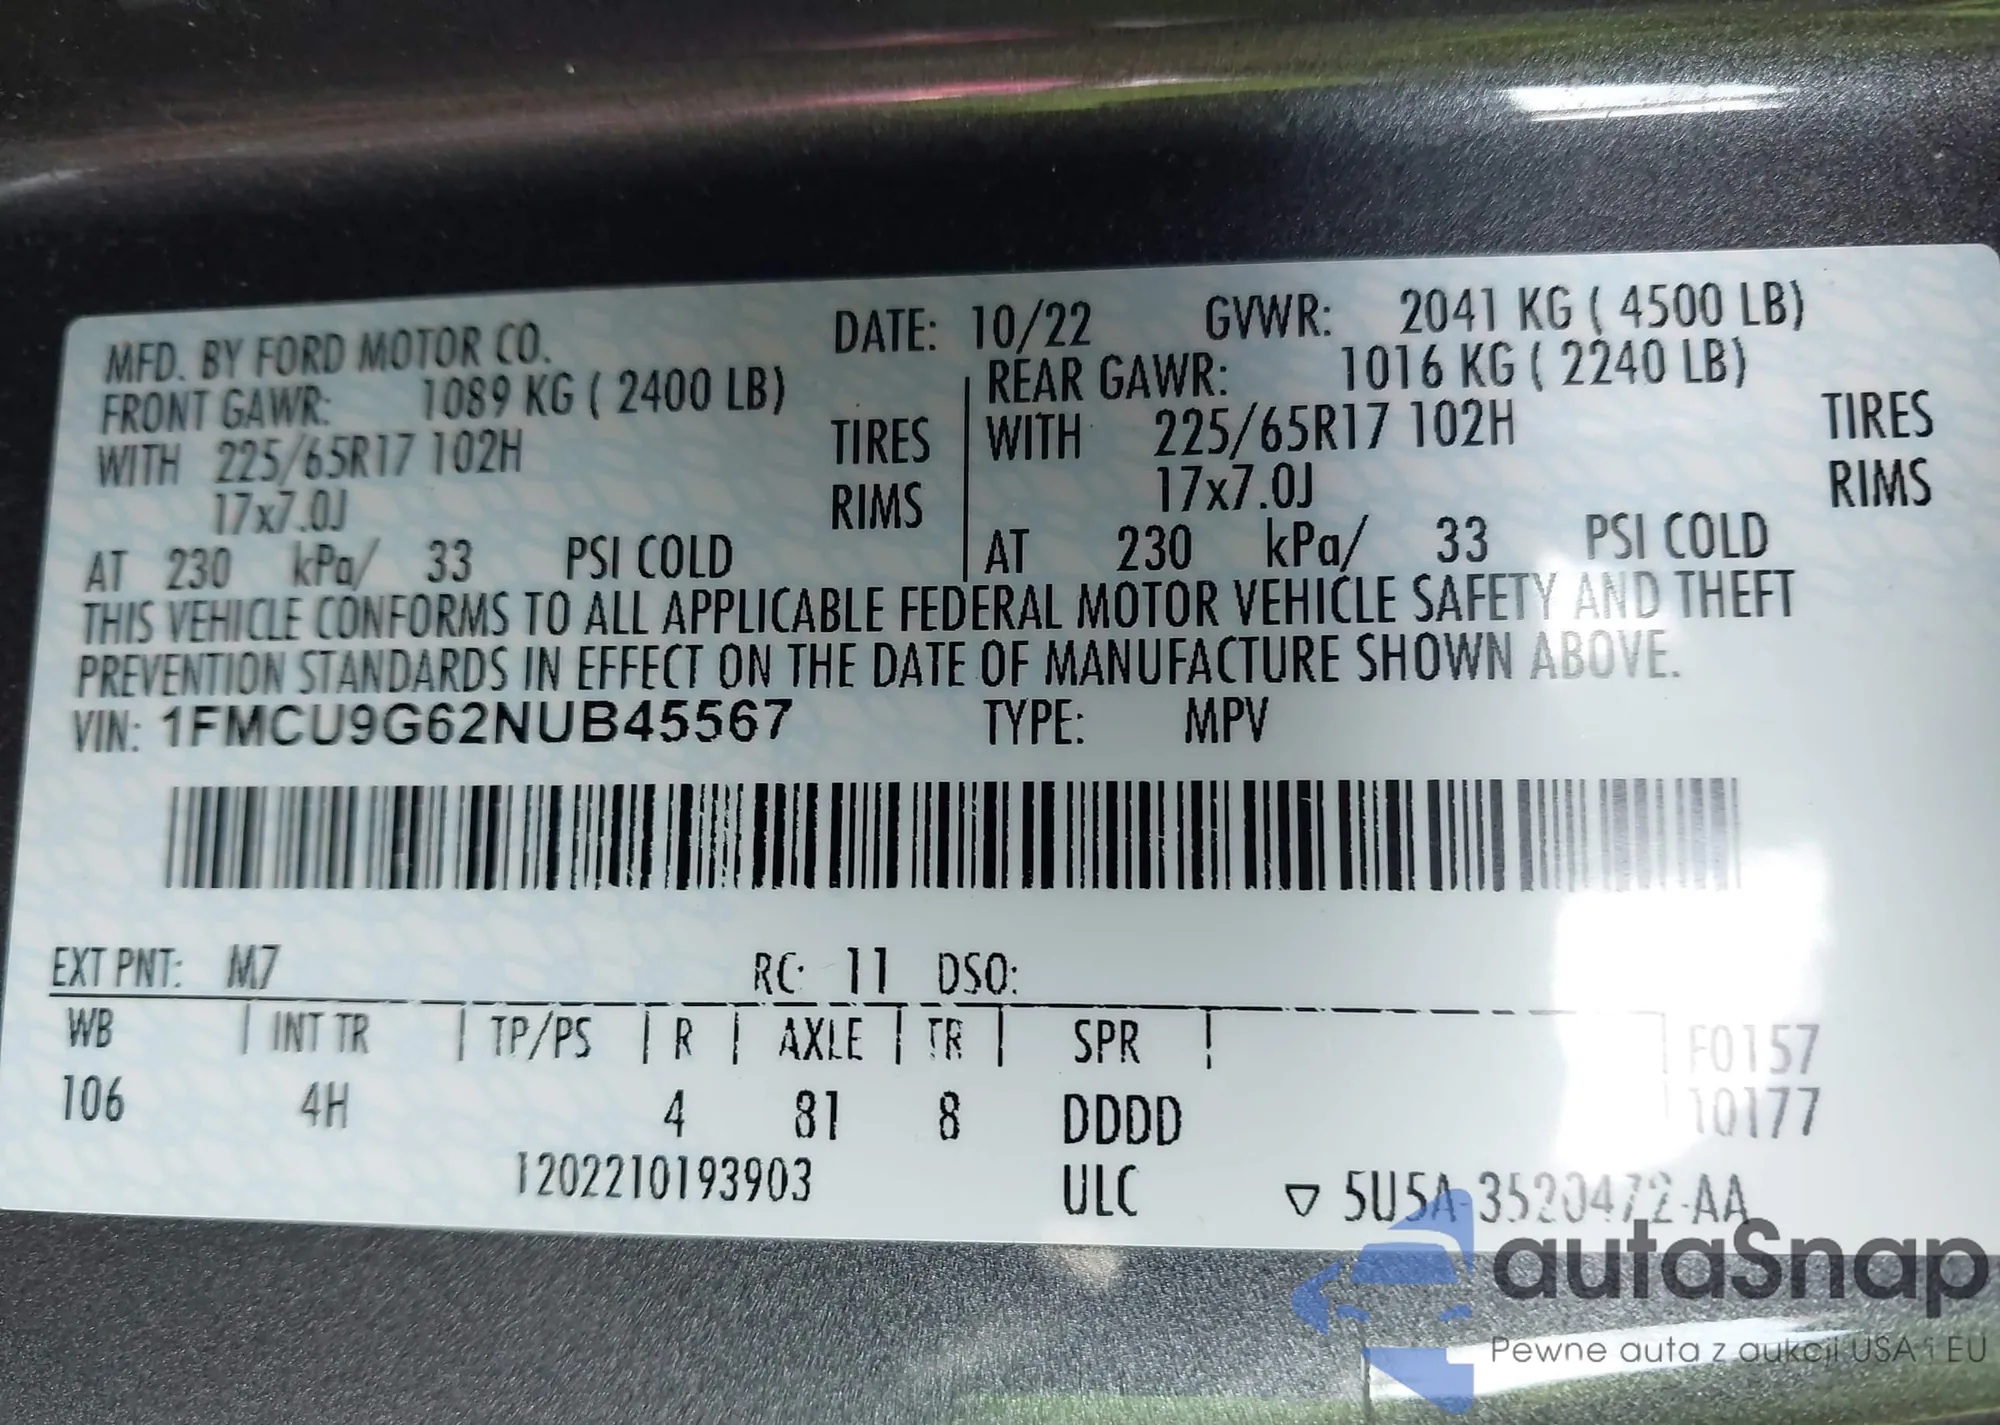 MFD. BY FORD MOTOR CO. DATE: 10/22 GVWR: 2041 KG ( 4500 LB)
FRONT GAWR: 1089 KG ( 2400 LB) REAR GAWR: 1016 KG ( 2240 LB)
WITH 225/65R17 102H TIRES WITH 225/65R17 102H TIRES
17x7.0J RIMS 17x7.0J RIMS
AT 230 kPa/ 33 PSI COLD AT 230 kPa/ 33 PSI COLD
THIS VEHICLE CONFORMS TO ALL APPLICABLE FEDERAL MOTOR VEHICLE SAFETY AND THEFT
PREVENTION STANDARDS IN EFFECT ON THE DATE OF MANUFACTURE SHOWN ABOVE.
VIN: 1FMCU9G62NUB45567 TYPE: MPV
EXT PNT: M7 RC: 11 DSO:
WB | INT TR | TP/PS | R | AXLE | TR | SPR | F0157
106 4H 4 81 8 DDDD 10177
1202210193903 ULC ▽ 5U5A-3520472-AA
autaSnap
Pewne auta z aukcji USA i EU